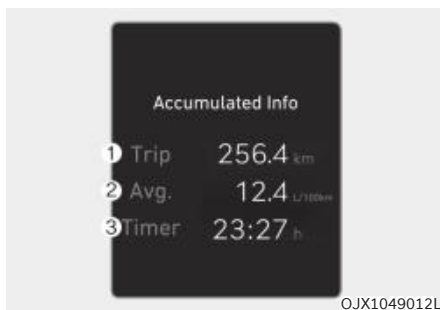 Accumulated Info
1 Trip 256.4 km
2 Avg. 12.4 L/100km
3 Timer 23:27 h
OJX1049012L